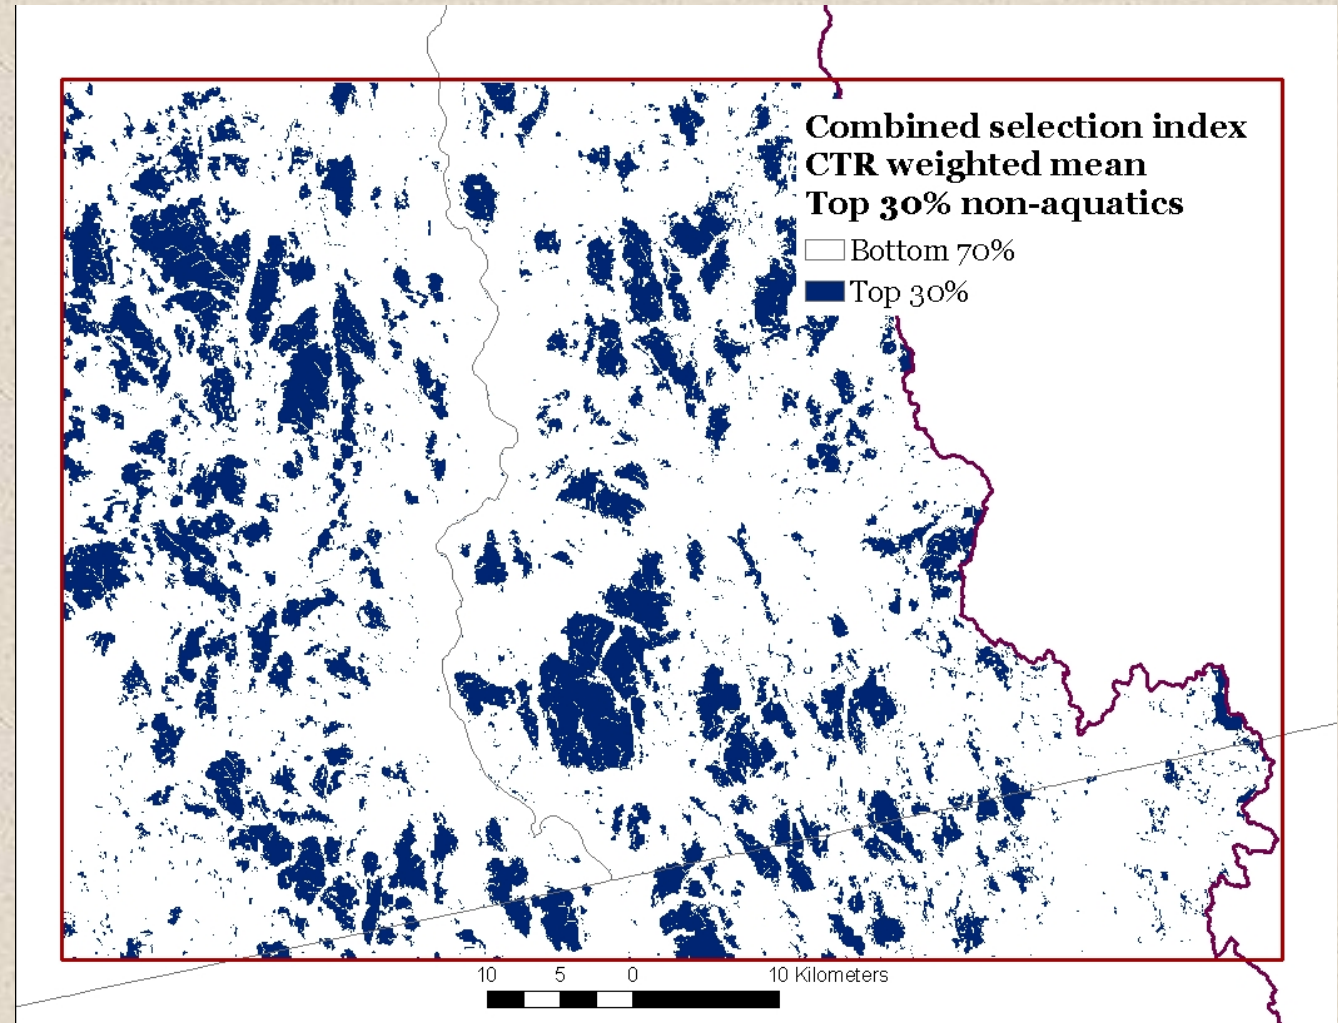 Combined selection index
CTR weighted mean
Top 30% non-aquatics
Bottom 70%
Top 30%
10 5 0 10 Kilometers